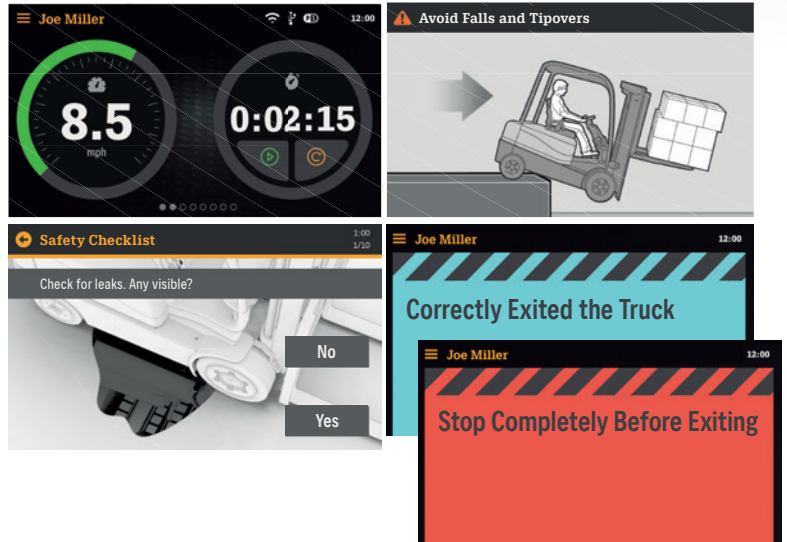 Joe Miller
12:00
8.5
mph
0:02:15
Avoid Falls and Tipovers
Safety Checklist
1:00
1/10
Check for leaks. Any visible?
No
Yes
Joe Miller
12:00
Correctly Exited the Truck
Joe Miller
12:00
Stop Completely Before Exiting